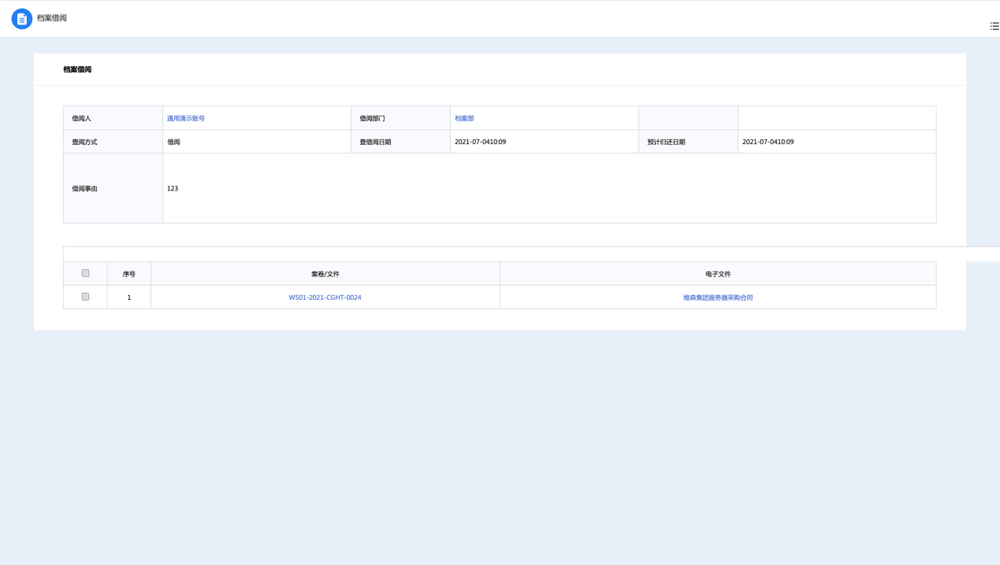 档案借阅
档案借阅
借阅人 通用演示账号 借阅部门 档案部
查阅方式 借阅 查借阅日期 2021-07-0410:09 预计归还日期 2021-07-0410:09
借阅事由 123
序号 案卷/文件 电子文件
1 WS01-2021-CGHT-0024 维森集团服务器采购合同